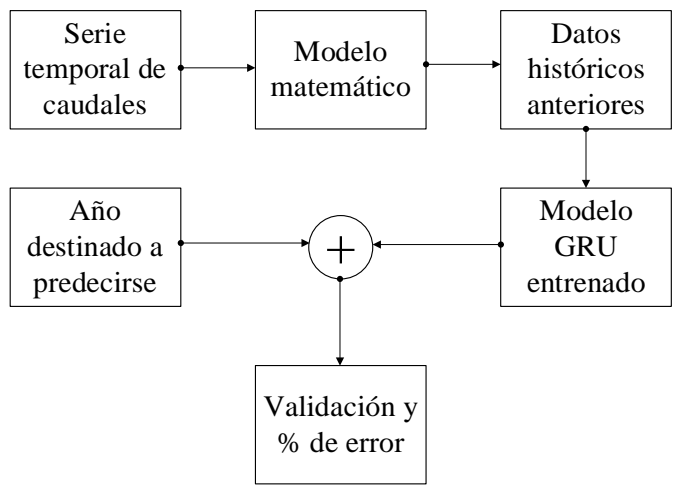 Serie
temporal de
caudales
Modelo
matemático
Datos
históricos
anteriores
Año
destinado a
predecirse
+
Modelo
GRU
entrenado
Validación y
% de error